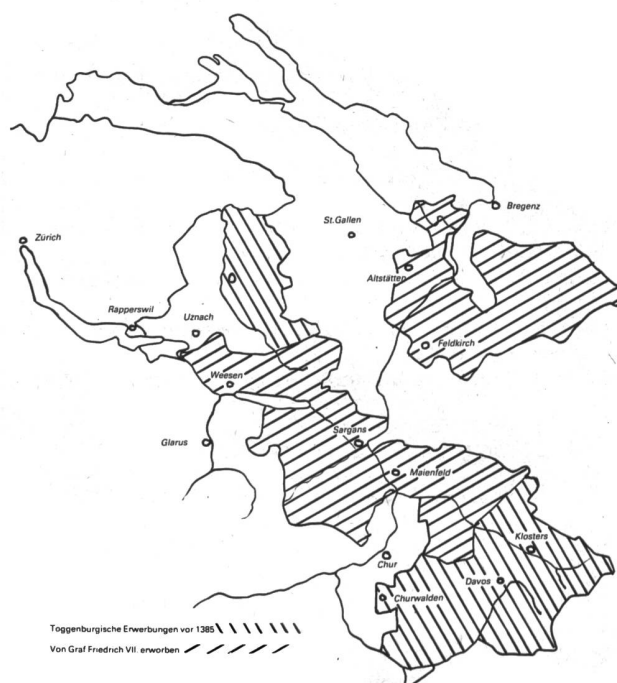 Bregenz
St.Gallen
Zürich
Altstätten
Rapperswil
Uznach
Feldkirch
Weesen
Glarus
Sargans
Maienfeld
Klosters
Chur
Davos
Churwalden
Toggenburgische Erwerbungen vor 1385
Von Graf Friedrich VII. erworben